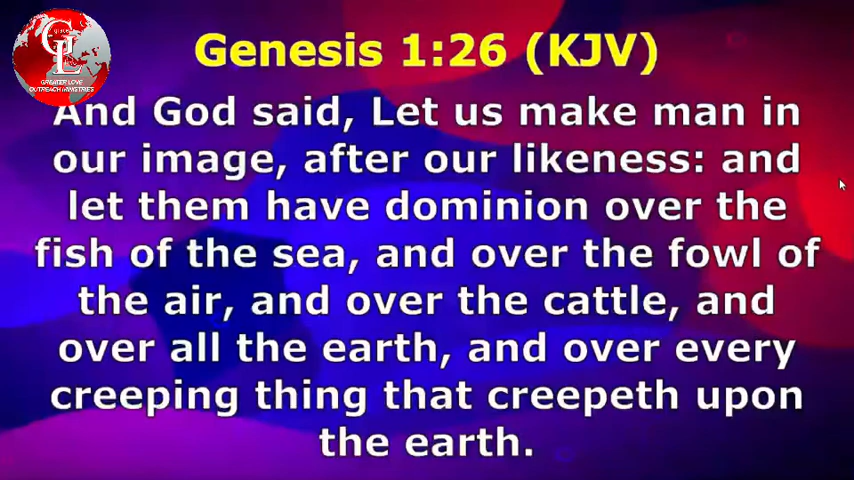 Genesis 1:26 (KJV)
grace
GL
GREATER LOVE
OUTREACH MINISTRIES
And God said, Let us make man in
our image, after our likeness: and
let them have dominion over the
fish of the sea, and over the fowl of
the air, and over the cattle, and
over all the earth, and over every
creeping thing that creepeth upon
the earth.